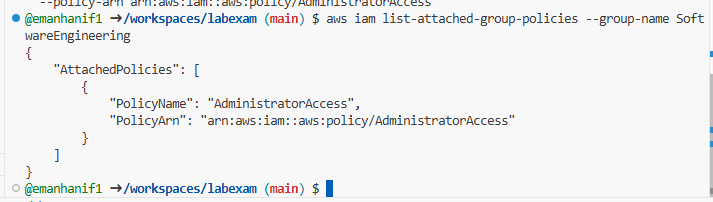 --policy-arn arn:aws:iam::aws:policy/AdministratorAccess
@emanhanif1 ➜/workspaces/labexam (main) $ aws iam list-attached-group-policies --group-name Soft
wareEngineering
{
    "AttachedPolicies": [
        {
            "PolicyName": "AdministratorAccess",
            "PolicyArn": "arn:aws:iam::aws:policy/AdministratorAccess"
        }
    ]
}
@emanhanif1 ➜/workspaces/labexam (main) $